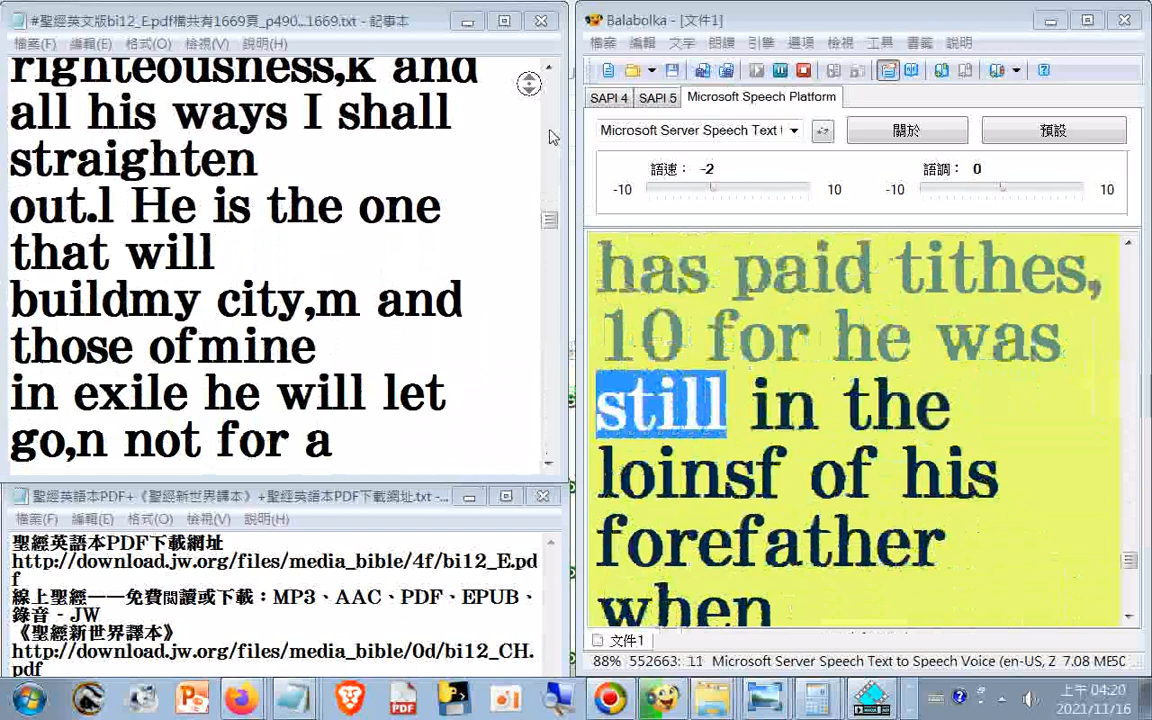 #聖經英文版bi12_Epdf檔共有1669頁_p490...1669.txt - 記事本
檔案(F) 編輯(E) 格式(O) 檢視(V) 說明(H)
righteousness,k and
all his ways I shall
straighten
out.l He is the one
that will
buildmy city,m and
those ofmine
in exile he will let
go,n not for a
聖經英語本PDF+《聖經新世界譯本》+聖經英語本PDF下載網址.txt -...
檔案(F) 編輯(E) 格式(O) 檢視(V) 說明(H)
聖經英語本PDF下載網址
http://download.jw.org/files/media_bible/4f/bi12_E.pd
f
線上聖經——免費閱讀或下載：MP3、AAC、PDF、EPUB、
錄音 - JW
《聖經新世界譯本》
http://download.jw.org/files/media_bible/0d/bi12_CH.
pdf
Balabolka - [文件1]
檔案 編輯 文字 朗讀 引擎 選項 檢視 工具 書籤 說明
SAPI 4 SAPI 5 Microsoft Speech Platform
Microsoft Server Speech Text 關於 預設
語速： -2 語調： 0
-10 10 -10 10
has paid tithes,
10 for he was
still in the
loinsf of his
forefather
when
文件1
88% 552663: 11 Microsoft Server Speech Text to Speech Voice (en-US, Z 7.08 МБ
上午 04:20
2021/11/16